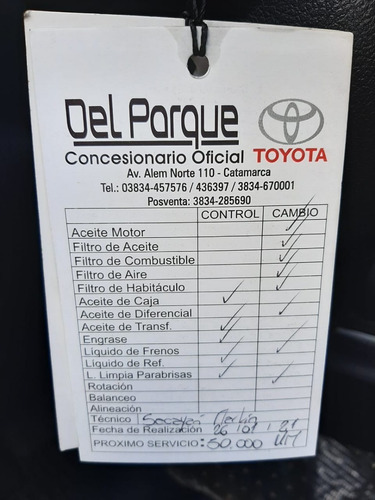 Del Parque
Concesionario Oficial TOYOTA
Av. Alem Norte 110 - Catamarca
Tel.: 03834-457576 / 436397 / 3834-670001
Posventa: 3834-285690
CONTROL CAMBIO
Aceite Motor
Filtro de Aceite
Filtro de Combustible
Filtro de Aire
Filtro de Habitáculo
Aceite de Caja
Aceite de Diferencial
Aceite de Transf.
Engrase
Líquido de Frenos
Líquido de Ref.
L. Limpia Parabrisas
Rotación
Balanceo
Alineación
Técnico
Fecha de Realización 26
PROXIMO SERVICIO: 50.000 KM